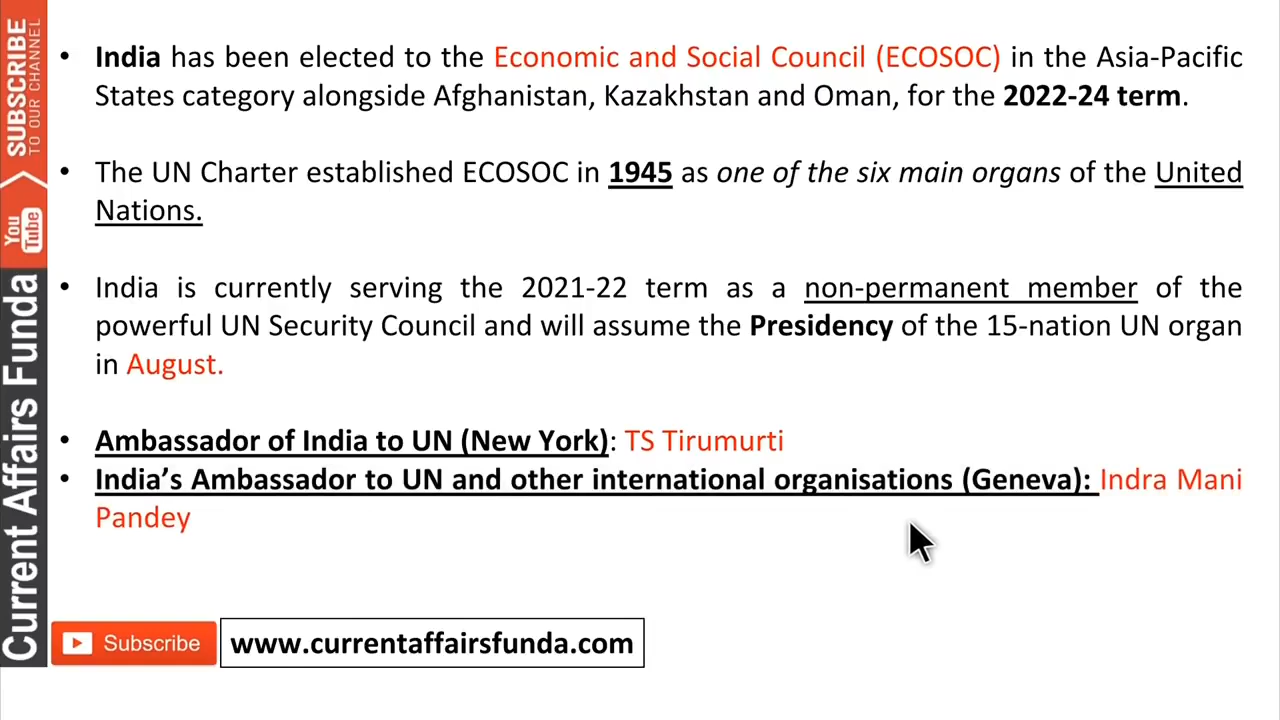 SUBSCRIBE
TO OUR CHANNEL
You
Tube
Current Affairs Funda
• India has been elected to the Economic and Social Council (ECOSOC) in the Asia-Pacific
States category alongside Afghanistan, Kazakhstan and Oman, for the 2022-24 term.
• The UN Charter established ECOSOC in 1945 as one of the six main organs of the United
Nations.
• India is currently serving the 2021-22 term as a non-permanent member of the
powerful UN Security Council and will assume the Presidency of the 15-nation UN organ
in August.
• Ambassador of India to UN (New York): TS Tirumurti
• India’s Ambassador to UN and other international organisations (Geneva): Indra Mani
Pandey
Subscribe
www.currentaffairsfunda.com